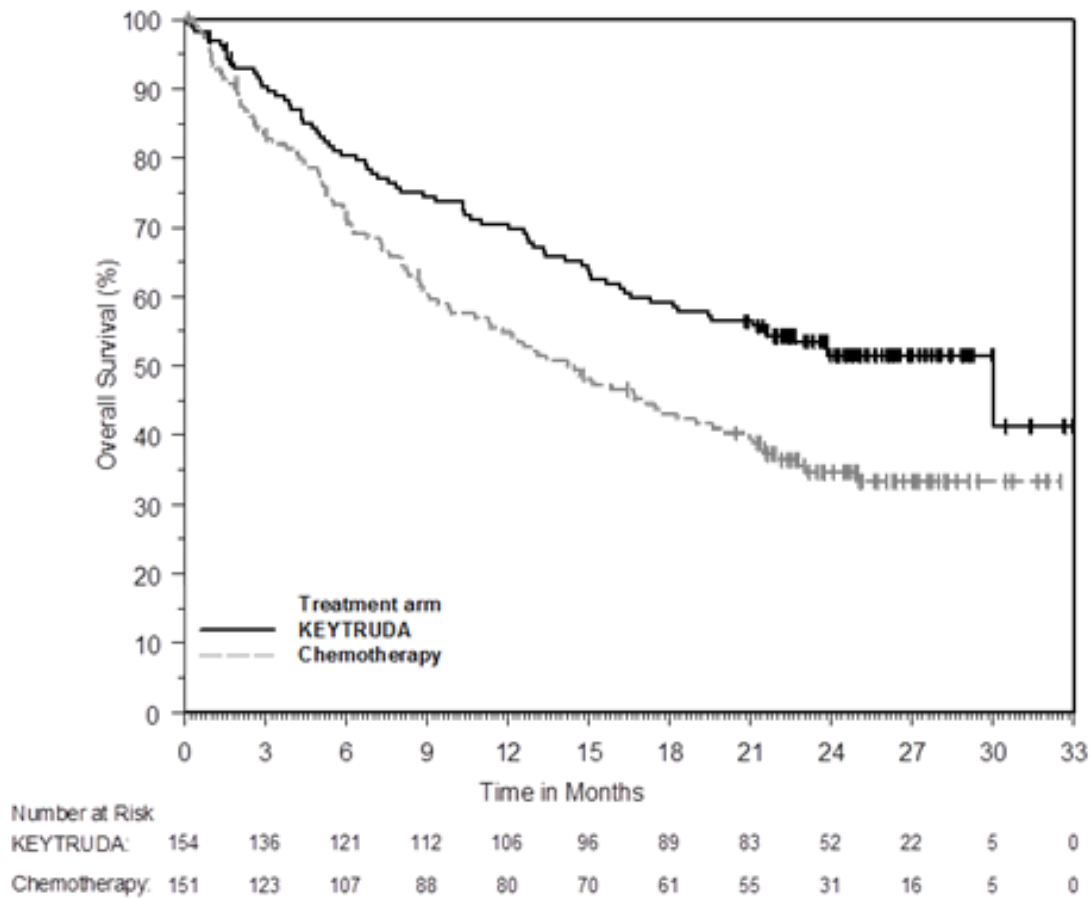 100
90
80
70
60
50
40
30
20
10
0
Overall Survival (%)
Treatment arm
KEYTRUDA
Chemotherapy
0 3 6 9 12 15 18 21 24 27 30 33
Time in Months
Number at Risk
KEYTRUDA: 154 136 121 112 106 96 89 83 52 22 5 0
Chemotherapy: 151 123 107 88 80 70 61 55 31 16 5 0